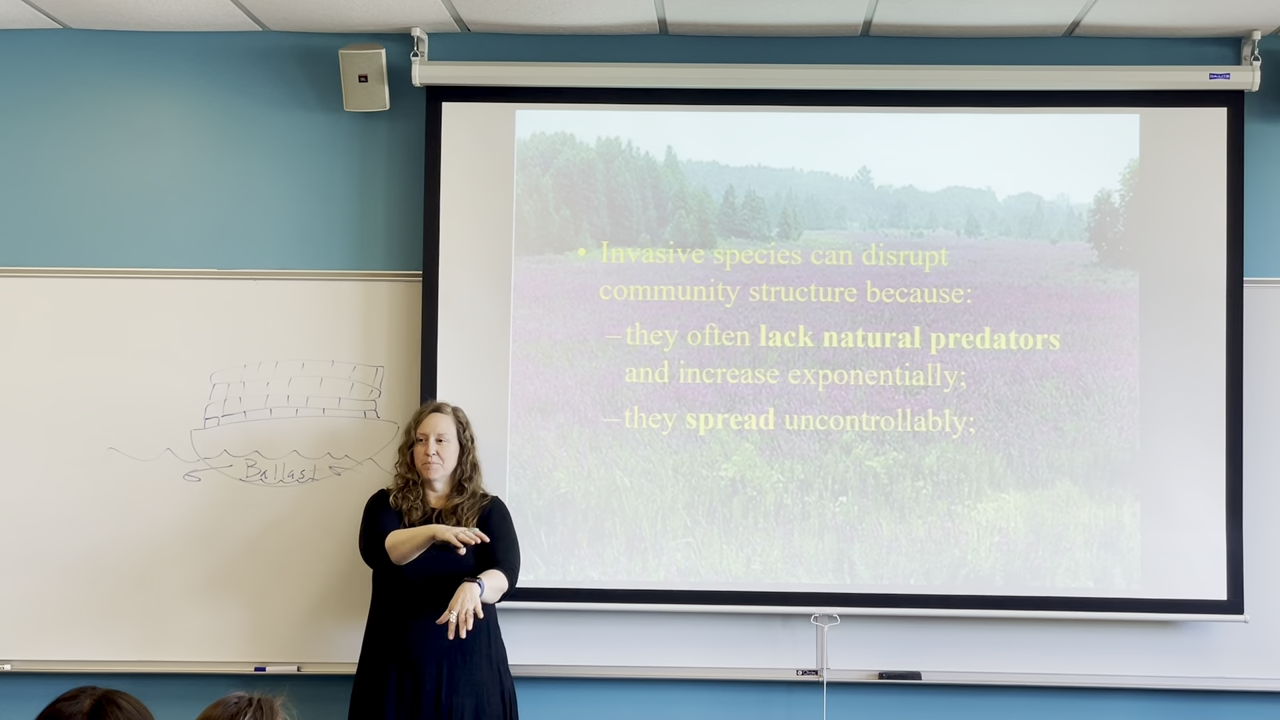 • Invasive species can disrupt
community structure because:
– they often lack natural predators
and increase exponentially;
– they spread uncontrollably;
Ballast